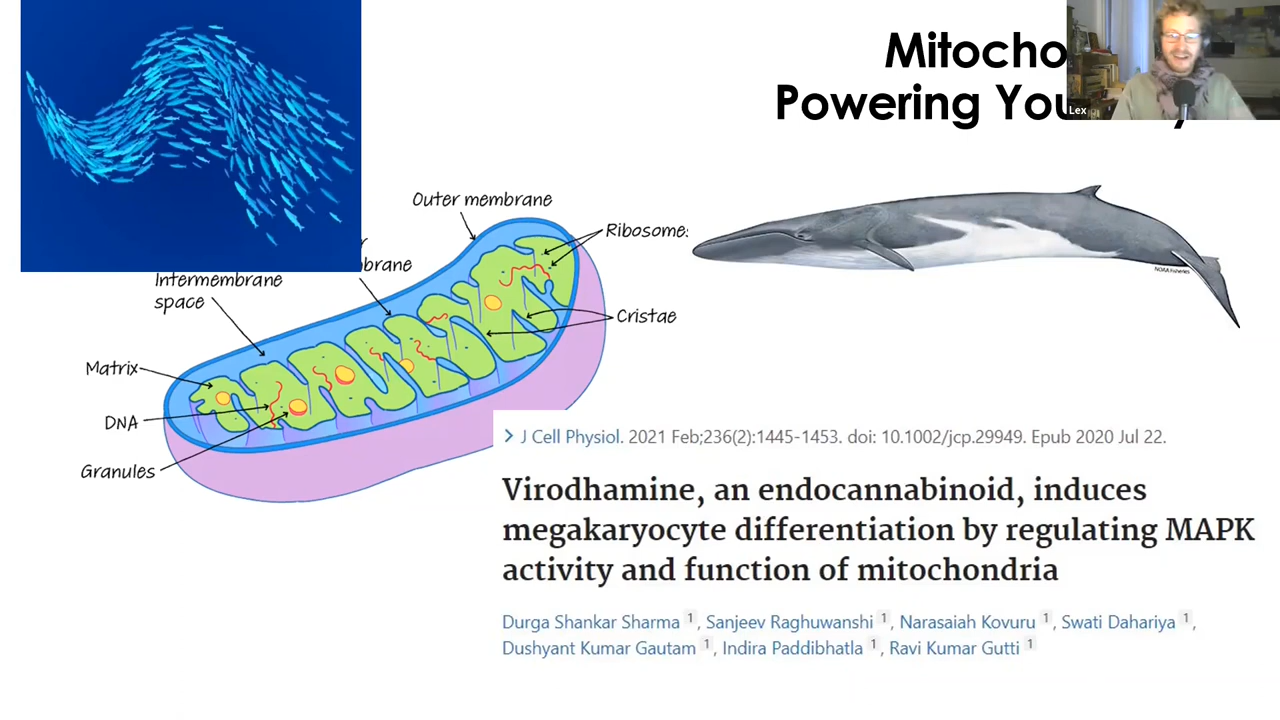 Mitocho
Powering You
Lex
Outer membrane
Ribosome:
r
brane
Intermembrane
space
NOAA Fisheries
Cristae
Matrix
DNA
Granules
J Cell Physiol. 2021 Feb;236(2):1445-1453. doi: 10.1002/jcp.29949. Epub 2020 Jul 22.
Virodhamine, an endocannabinoid, induces
megakaryocyte differentiation by regulating MAPK
activity and function of mitochondria
Durga Shankar Sharma 1, Sanjeev Raghuwanshi 1, Narasaiah Kovuru 1, Swati Dahariya 1,
Dushyant Kumar Gautam 1, Indira Paddibhatla 1, Ravi Kumar Gutti 1